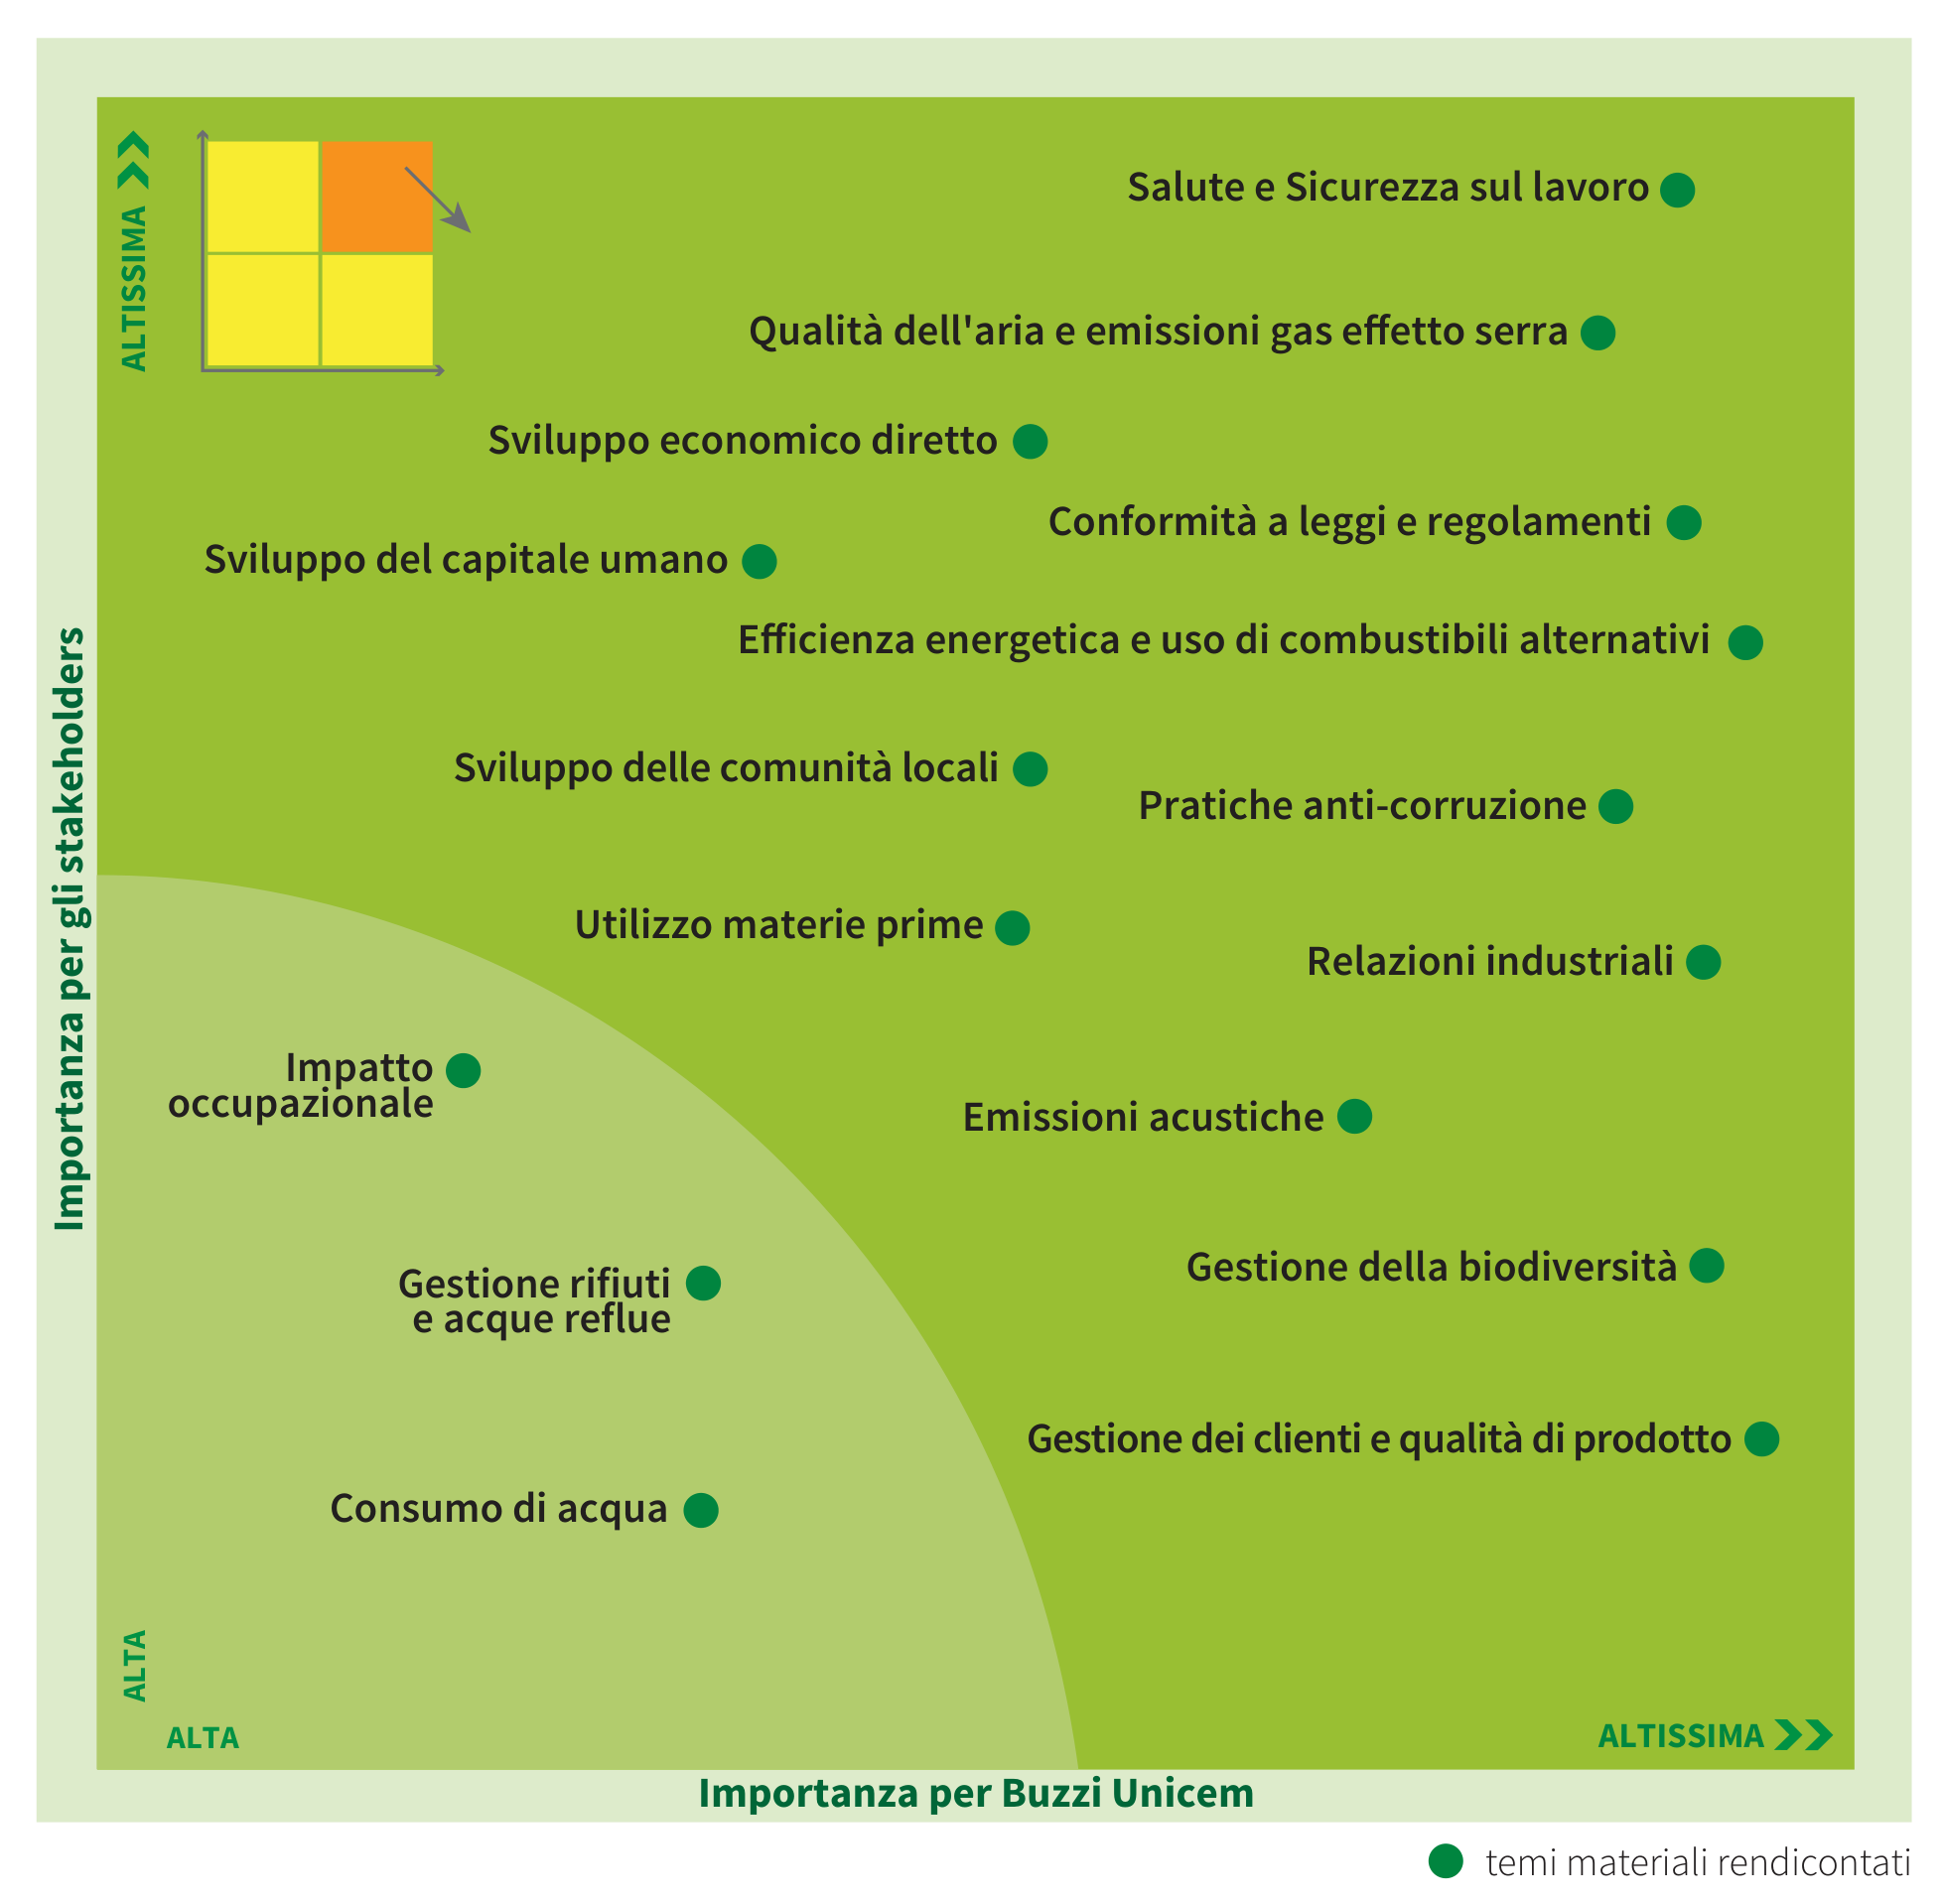 ALTISSIMA
Salute e Sicurezza sul lavoro
Qualità dell'aria e emissioni gas effetto serra
Sviluppo economico diretto
Conformità a leggi e regolamenti
Sviluppo del capitale umano
Efficienza energetica e uso di combustibili alternativi
Sviluppo delle comunità locali
Pratiche anti-corruzione
Importanza per gli stakeholders
Utilizzo materie prime
Relazioni industriali
Impatto
occupazionale
Emissioni acustiche
Gestione della biodiversità
Gestione rifiuti
e acque reflue
Gestione dei clienti e qualità di prodotto
Consumo di acqua
ALTA
ALTA
ALTISSIMA
Importanza per Buzzi Unicem
temi materiali rendicontati